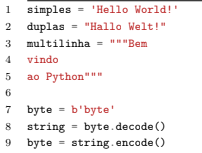 1 simples = 'Hello World!'
2 duplas = "Hallo Welt!"
3 multilinha = """Bem
4 vindo
5 ao Python"""
6
7 byte = b'byte'
8 string = byte.decode()
9 byte = string.encode()